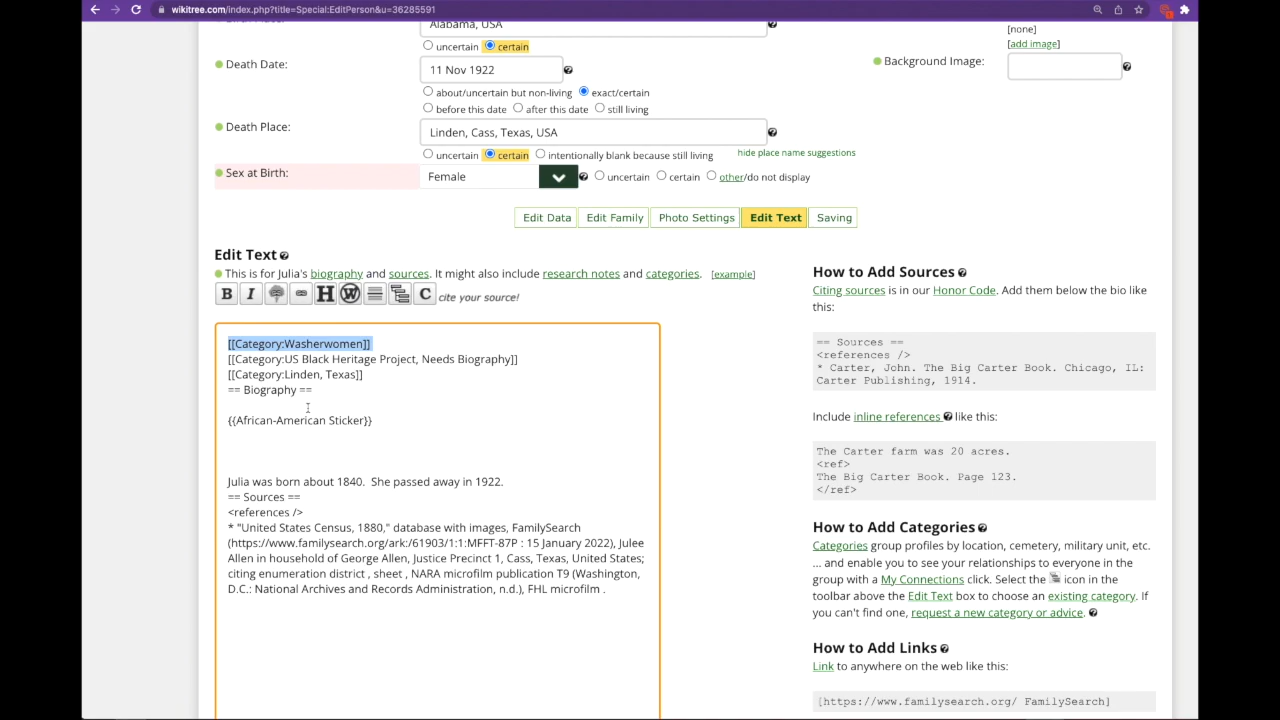 wikitree.com/index.php?title=Special:EditPerson&u=36285591
Alabama, USA
uncertain certain
[none]
[add image]
Death Date:
11 Nov 1922
Background Image:
about/uncertain but non-living exact/certain
before this date after this date still living
Death Place:
Linden, Cass, Texas, USA
uncertain certain intentionally blank because still living
hide place name suggestions
Sex at Birth:
Female
uncertain certain other/do not display
Edit Data
Edit Family
Photo Settings
Edit Text
Saving
Edit Text
This is for Julia's biography and sources. It might also include research notes and categories. [example]
B I H W C cite your source!
[[Category:Washerwomen]]
[[Category:US Black Heritage Project, Needs Biography]]
[[Category:Linden, Texas]]
== Biography ==
{{African-American Sticker}}
Julia was born about 1840. She passed away in 1922.
== Sources ==
<references />
* "United States Census, 1880," database with images, FamilySearch
(https://www.familysearch.org/ark:/61903/1:1:MFFT-87P : 15 January 2022), Julee
Allen in household of George Allen, Justice Precinct 1, Cass, Texas, United States;
citing enumeration district , sheet , NARA microfilm publication T9 (Washington,
D.C.: National Archives and Records Administration, n.d.), FHL microfilm .
How to Add Sources
Citing sources is in our Honor Code. Add them below the bio like
this:
== Sources ==
<references />
* Carter, John. The Big Carter Book. Chicago, IL:
Carter Publishing, 1914.
Include inline references like this:
The Carter farm was 20 acres.
<ref>
The Big Carter Book. Page 123.
</ref>
How to Add Categories
Categories group profiles by location, cemetery, military unit, etc.
... and enable you to see your relationships to everyone in the
group with a My Connections click. Select the icon in the
toolbar above the Edit Text box to choose an existing category. If
you can't find one, request a new category or advice.
How to Add Links
Link to anywhere on the web like this:
[https://www.familysearch.org/ FamilySearch]